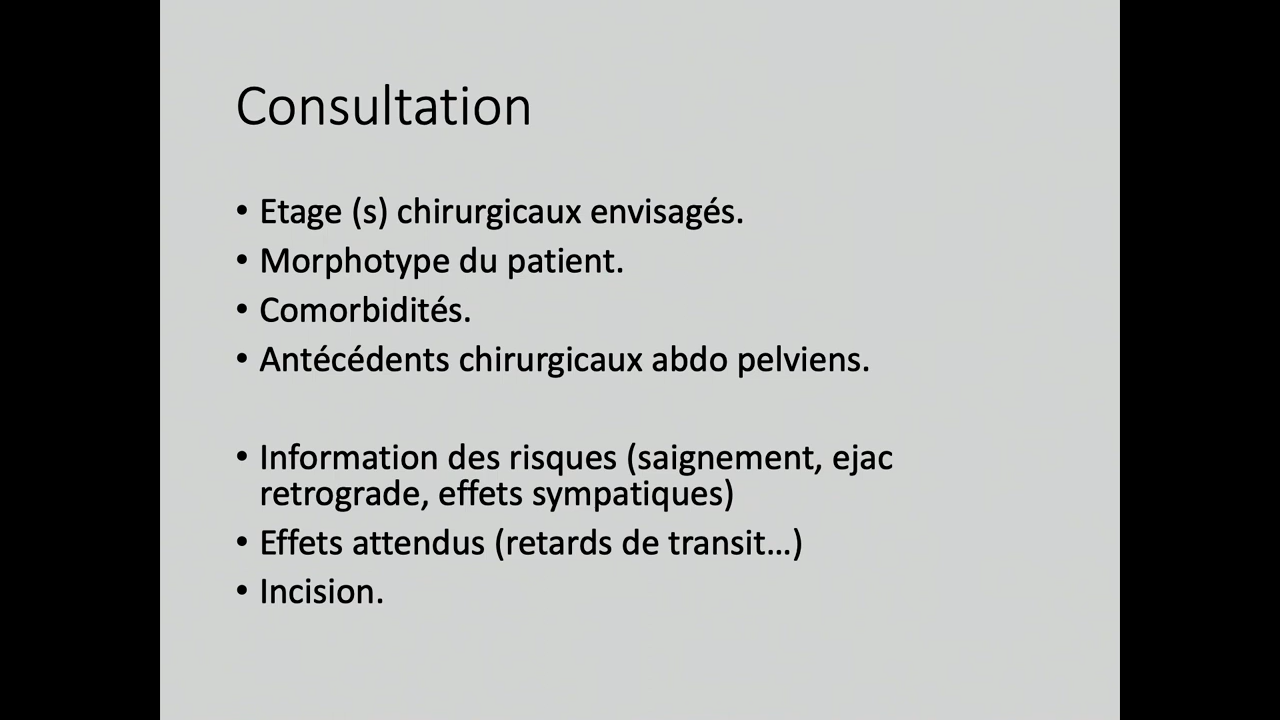 Consultation
• Etage (s) chirurgicaux envisagés.
• Morphotype du patient.
• Comorbidités.
• Antécédents chirurgicaux abdo pelviens.
• Information des risques (saignement, ejac
retrograde, effets sympatiques)
• Effets attendus (retards de transit...)
• Incision.